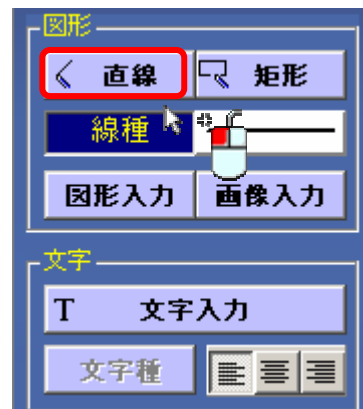 図形
直線 矩形
線種
図形入力 画像入力
文字
T 文字入力
文字種